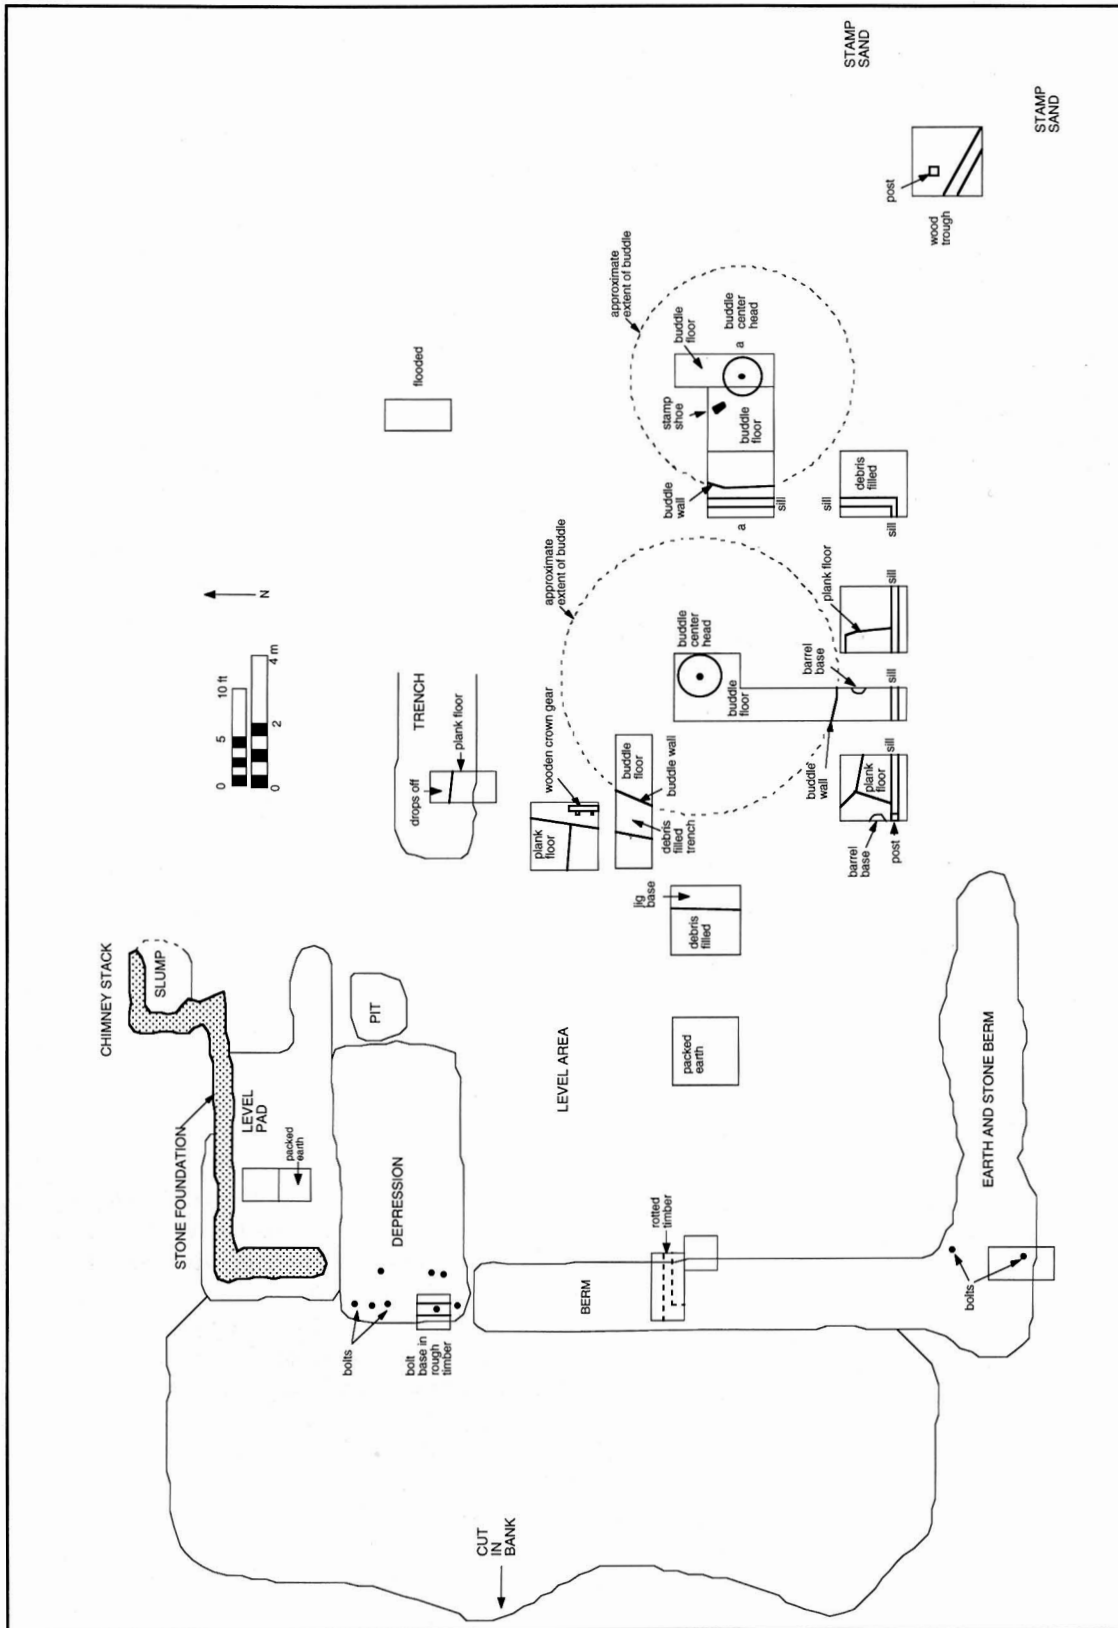 STAMP
SAND
STAMP
SAND
post
wood
trough
approximate
extent of buddle
buddle
floor
buddle
center
head
a
stamp
shoe
buddle
floor
buddle
wall
sill
a
flooded
sill
debris
filled
sill
N
0
5
10 ft
0
2
4 m
approximate
extent of buddle
buddle
center
head
buddle
floor
plank floor
sill
barrel
base
sill
buddle
wall
sill
plank
floor
barrel
base
post
TRENCH
drops off
plank floor
wooden crown gear
plank
floor
buddle
floor
buddle wall
debris
filled
trench
jig
base
debris
filled
CHIMNEY STACK
SLUMP
PIT
STONE FOUNDATION
LEVEL
PAD
packed
earth
LEVEL AREA
packed
earth
DEPRESSION
EARTH AND STONE BERM
bolts
bolt
base in
rough
timber
BERM
rotted
timber
bolts
CUT
IN
BANK